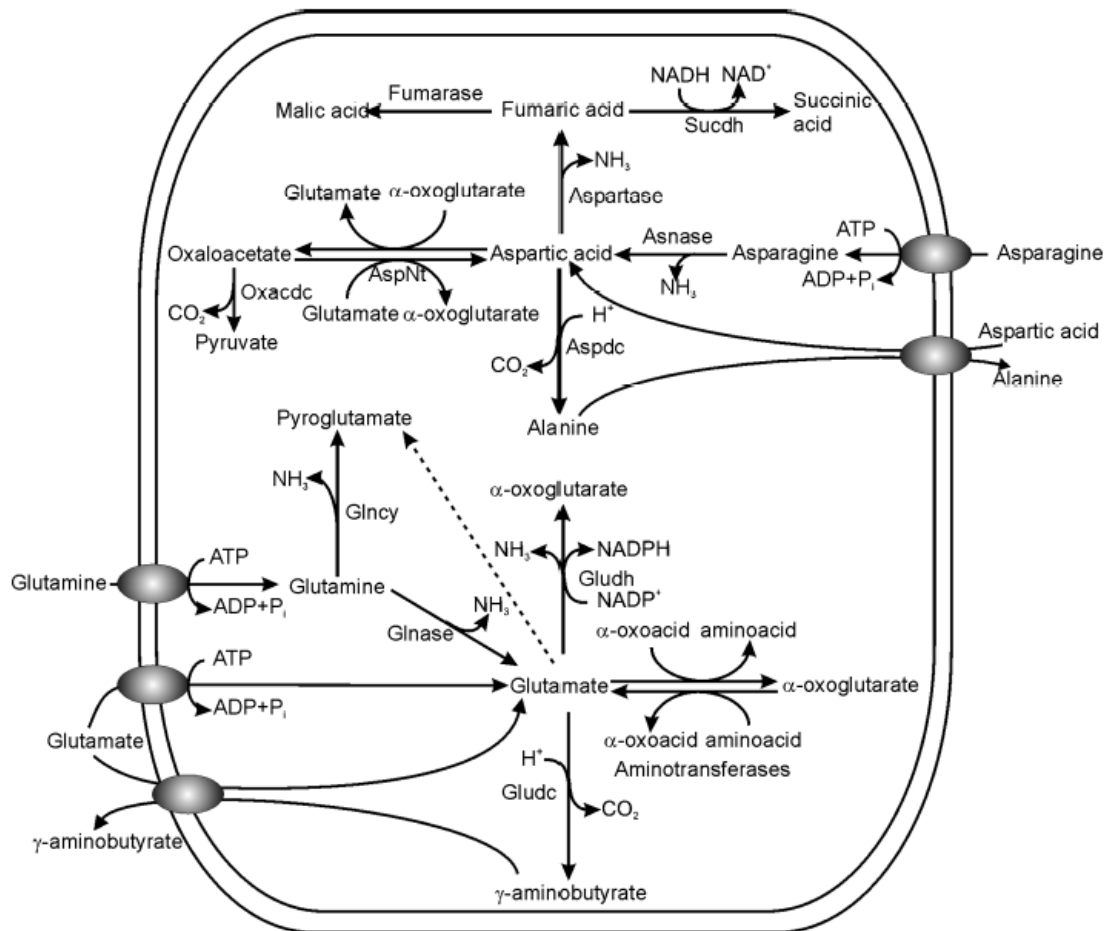 NADH NAD⁺
Malic acid Fumarase Fumaric acid Sucdh Succinic
acid
NH₃
Aspartase
Glutamate α-oxoglutarate
Oxaloacetate AspNt Aspartic acid Asnase Asparagine ATP Asparagine
NH₃ ADP+Pᵢ
CO₂ Oxacdc Glutamate α-oxoglutarate H⁺
Pyruvate CO₂ Aspdc Aspartic acid
Alanine
Pyroglutamate Alanine
NH₃ Glncy
α-oxoglutarate
NH₃ NADPH
Gludh
NADP⁺
ATP
Glutamine Glutamine
ADP+Pᵢ
NH₃
Glnase
α-oxoacid aminoacid
ATP
Glutamate α-oxoglutarate
ADP+Pᵢ
Glutamate
α-oxoacid aminoacid
Aminotransferases
H⁺
Gludc CO₂
γ-aminobutyrate
γ-aminobutyrate